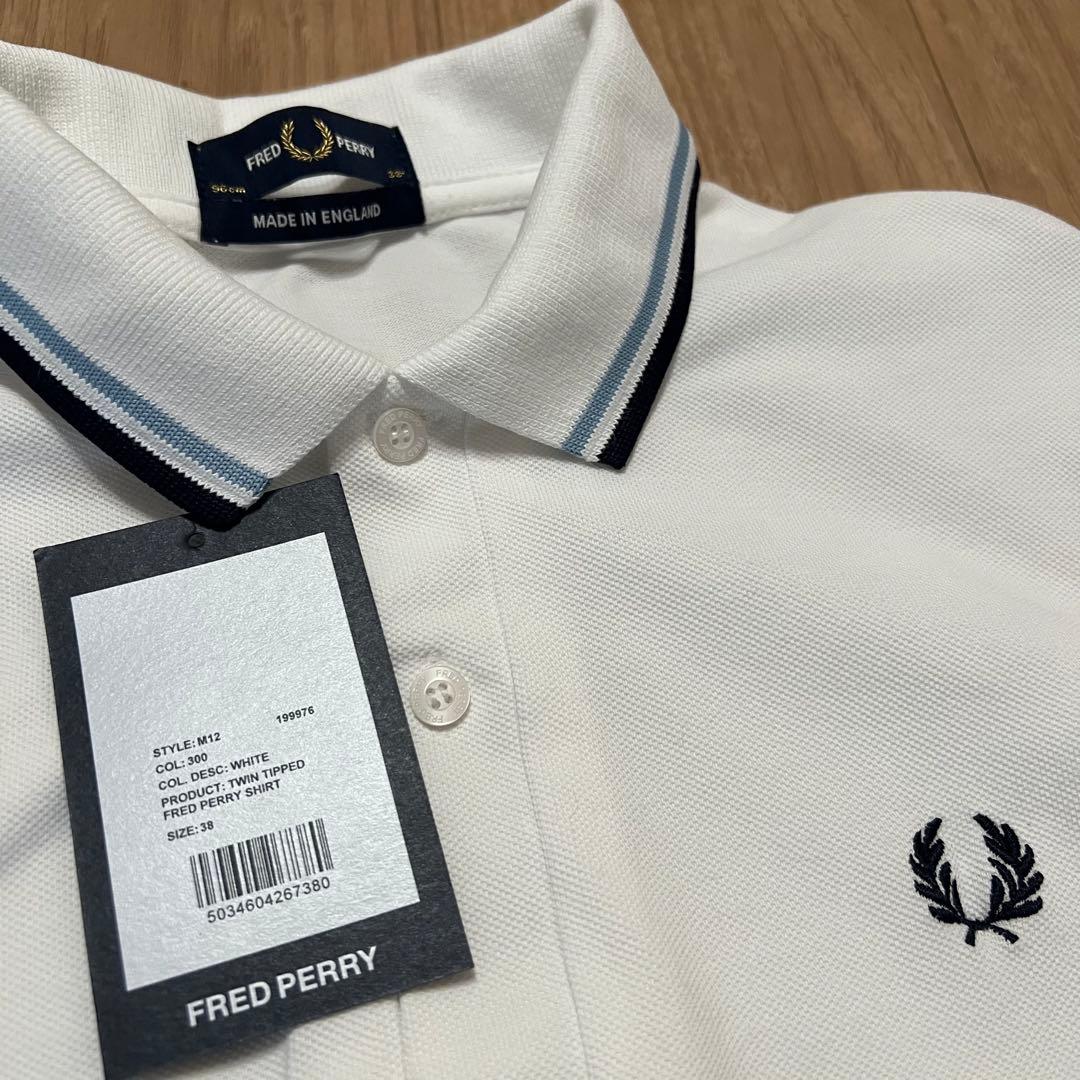 FRED PERRY
96cm 38"
MADE IN ENGLAND
199976
STYLE: M12
COL: 300
COL. DESC: WHITE
PRODUCT: TWIN TIPPED
FRED PERRY SHIRT
SIZE: 38
5034604267380
FRED PERRY